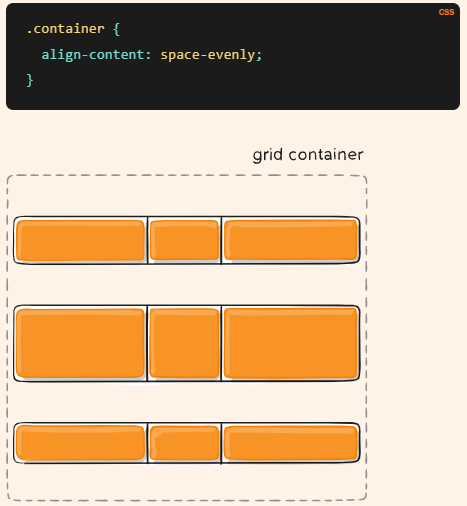 CSS
.container {
align-content: space-evenly;
}
grid container